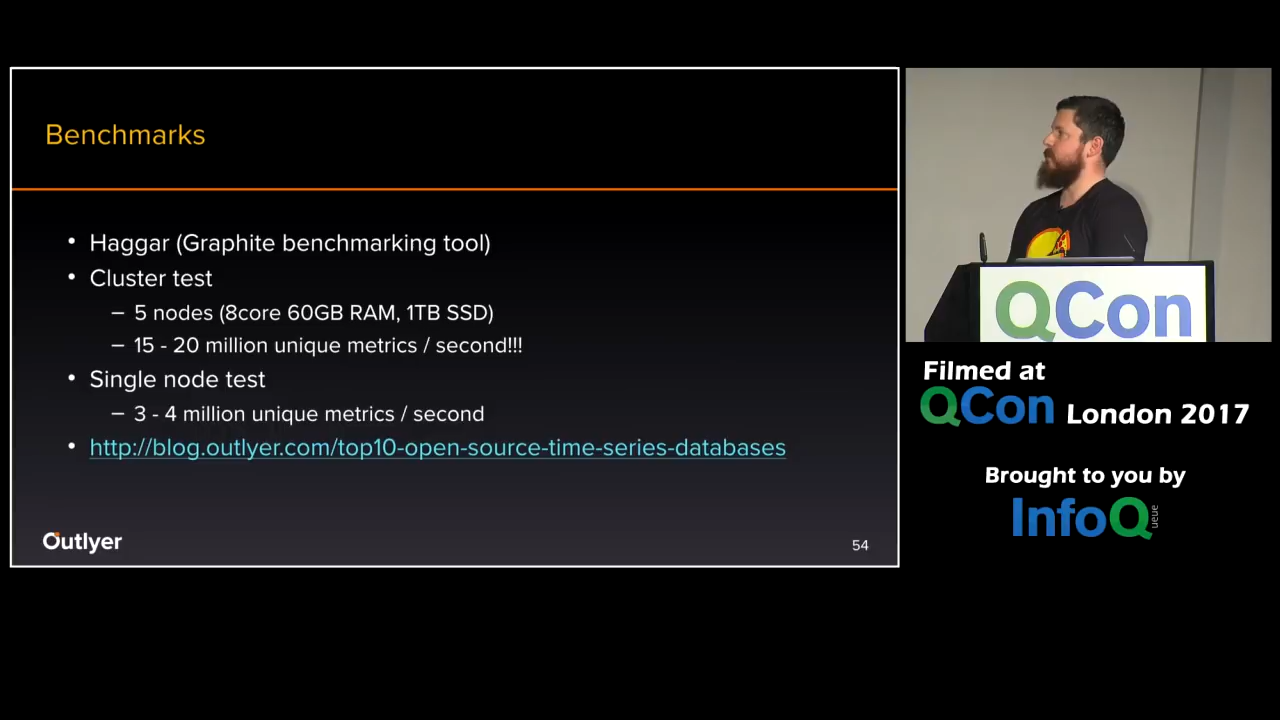 Benchmarks
• Haggar (Graphite benchmarking tool)
• Cluster test
– 5 nodes (8core 60GB RAM, 1TB SSD)
– 15 - 20 million unique metrics / second!!!
• Single node test
– 3 - 4 million unique metrics / second
• http://blog.outlyer.com/top10-open-source-time-series-databases
Outlyer
54
QCon
Filmed at
QCon London 2017
Brought to you by
InfoQueue